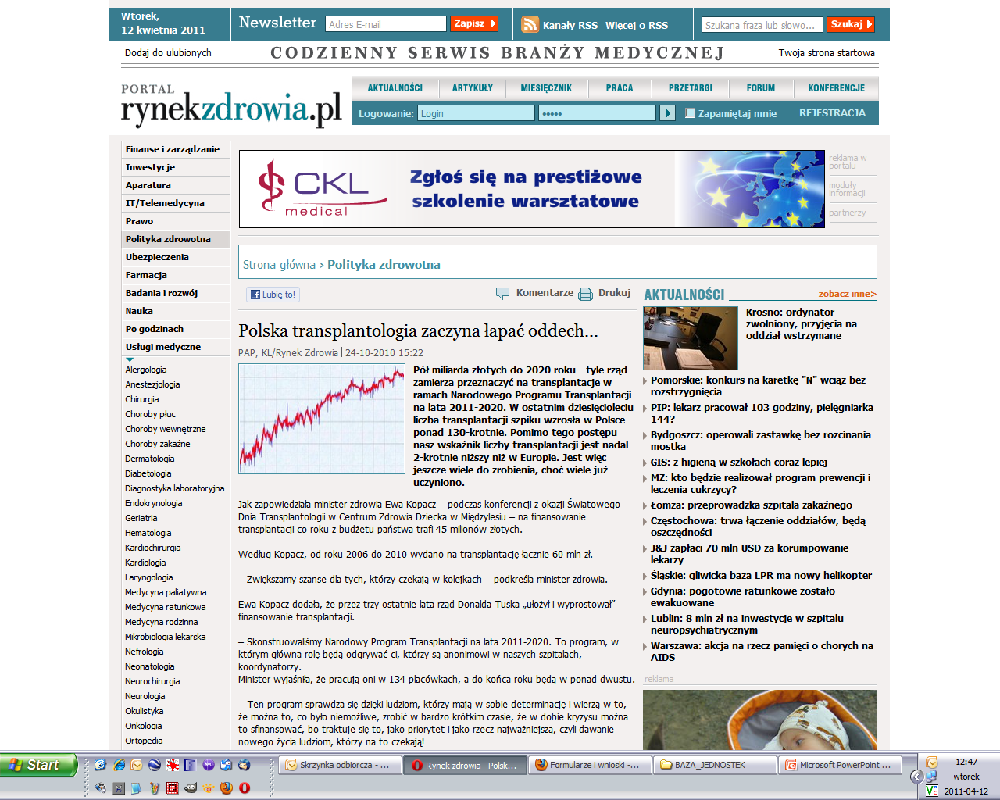 Wtorek,
12 kwietnia 2011
Newsletter
Adres E-mail
Zapisz
Kanały RSS
Więcej o RSS
Szukana fraza lub słowo...
Szukaj
Dodaj do ulubionych
CODZIENNY SERWIS BRANŻY MEDYCZNEJ
Twoja strona startowa
PORTAL
rynekzdrowia.pl
AKTUALNOŚCI
ARTYKUŁY
MIESIĘCZNIK
PRACA
PRZETARGI
FORUM
KONFERENCJE
Logowanie:
Login
•••••
Zapamiętaj mnie
REJESTRACJA
Finanse i zarządzanie
Inwestycje
Aparatura
IT/Telemedycyna
Prawo
Polityka zdrowotna
Ubezpieczenia
Farmacja
Badania i rozwój
Nauka
Po godzinach
Usługi medyczne
Alergologia
Anestezjologia
Chirurgia
Choroby płuc
Choroby wewnętrzne
Choroby zakaźne
Dermatologia
Diabetologia
Diagnostyka laboratoryjna
Endokrynologia
Geriatria
Hematologia
Kardiochirurgia
Kardiologia
Laryngologia
Medycyna paliatywna
Medycyna ratunkowa
Medycyna rodzinna
Mikrobiologia lekarska
Nefrologia
Neonatologia
Neurochirurgia
Neurologia
Okulistyka
Onkologia
Ortopedia
CKL
medical
Zgłoś się na prestiżowe
szkolenie warsztatowe
reklama w
portalu
moduły
informacji
partnerzy
Strona główna › Polityka zdrowotna
Lubię to!
Komentarze
Drukuj
Polska transplantologia zaczyna łapać oddech...
PAP, KL/Rynek Zdrowia | 24-10-2010 15:22
Pół miliarda złotych do 2020 roku - tyle rząd
zamierza przeznaczyć na transplantacje w
ramach Narodowego Programu Transplantacji
na lata 2011-2020. W ostatnim dziesięcioleciu
liczba transplantacji szpiku wzrosła w Polsce
ponad 130-krotnie. Pomimo tego postępu
nasz wskaźnik liczby transplantacji jest nadal
2-krotnie niższy niż w Europie. Jest więc
jeszcze wiele do zrobienia, choć wiele już
uczyniono.
Jak zapowiedziała minister zdrowia Ewa Kopacz – podczas konferencji z okazji Światowego
Dnia Transplantologii w Centrum Zdrowia Dziecka w Międzylesiu – na finansowanie
transplantacji co roku z budżetu państwa trafi 45 milionów złotych.
Według Kopacz, od roku 2006 do 2010 wydano na transplantację łącznie 60 mln zł.
– Zwiększamy szanse dla tych, którzy czekają w kolejkach – podkreśla minister zdrowia.
Ewa Kopacz dodała, że przez trzy ostatnie lata rząd Donalda Tuska „ułożył i wyprostował”
finansowanie transplantacji.
– Skonstruowaliśmy Narodowy Program Transplantacji na lata 2011-2020. To program, w
którym główna rolę będą odgrywać ci, którzy są anonimowi w naszych szpitalach,
koordynatorzy.
Minister wyjaśniła, że pracują oni w 134 placówkach, a do końca roku będą w ponad dwustu.
– Ten program sprawdza się dzięki ludziom, którzy mają w sobie determinację i wierzą w to,
że można to, co było niemożliwe, zrobić w bardzo krótkim czasie, że w dobie kryzysu można
to sfinansować, bo traktuje się to, jako priorytet i jako rzecz najważniejszą, czyli dawanie
nowego życia ludziom, którzy na to czekają!
AKTUALNOŚCI
zobacz inne>
Krosno: ordynator
zwolniony, przyjęcia na
oddział wstrzymane
Pomorskie: konkurs na karetkę "N" wciąż bez
rozstrzygnięcia
PIP: lekarz pracował 103 godziny, pielęgniarka
144?
Bydgoszcz: operowali zastawkę bez rozcinania
mostka
GIS: z higieną w szkołach coraz lepiej
MZ: kto będzie realizował program prewencji i
leczenia cukrzycy?
Łomża: przeprowadzka szpitala zakaźnego
Częstochowa: trwa łączenie oddziałów, będą
oszczędności
J&J zapłaci 70 mln USD za korumpowanie
lekarzy
Śląskie: gliwicka baza LPR ma nowy helikopter
Gdynia: pogotowie ratunkowe zostało
ewakuowane
Lublin: 8 mln zł na inwestycje w szpitalu
neuropsychiatrycznym
Warszawa: akcja na rzecz pamięci o chorych na
AIDS
reklama
Start
Skrzynka odbiorcza - ...
Rynek zdrowia - Polsk...
Formularze i wnioski -...
BAZA_JEDNOSTEK
Microsoft PowerPoint ...
12:47
wtorek
2011-04-12